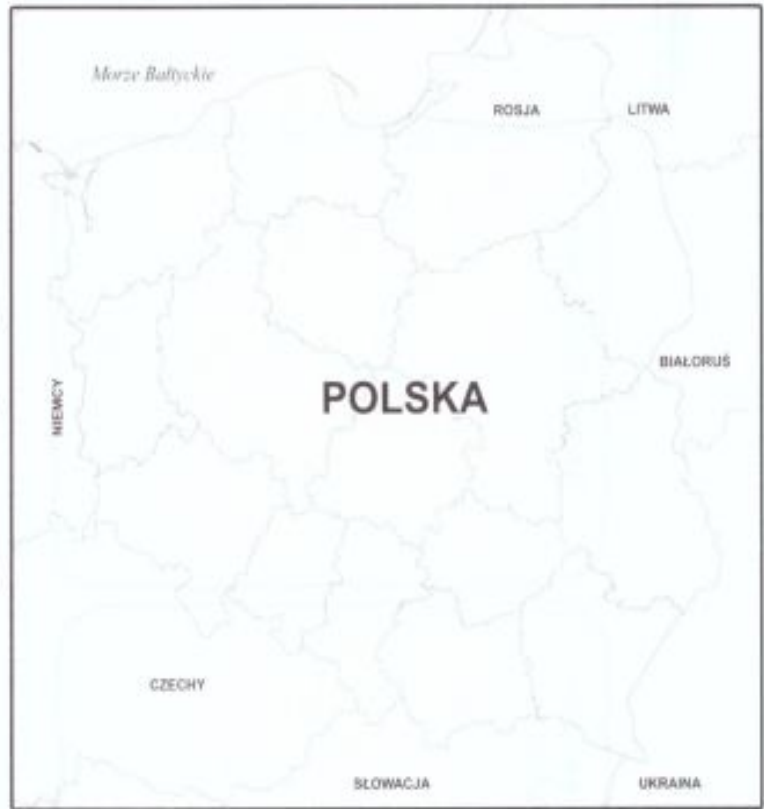 Morze Bałtyckie
ROSJA
LITWA
BIAŁORUŚ
NIEMCY
POLSKA
CZECHY
SŁOWACJA
UKRAINA